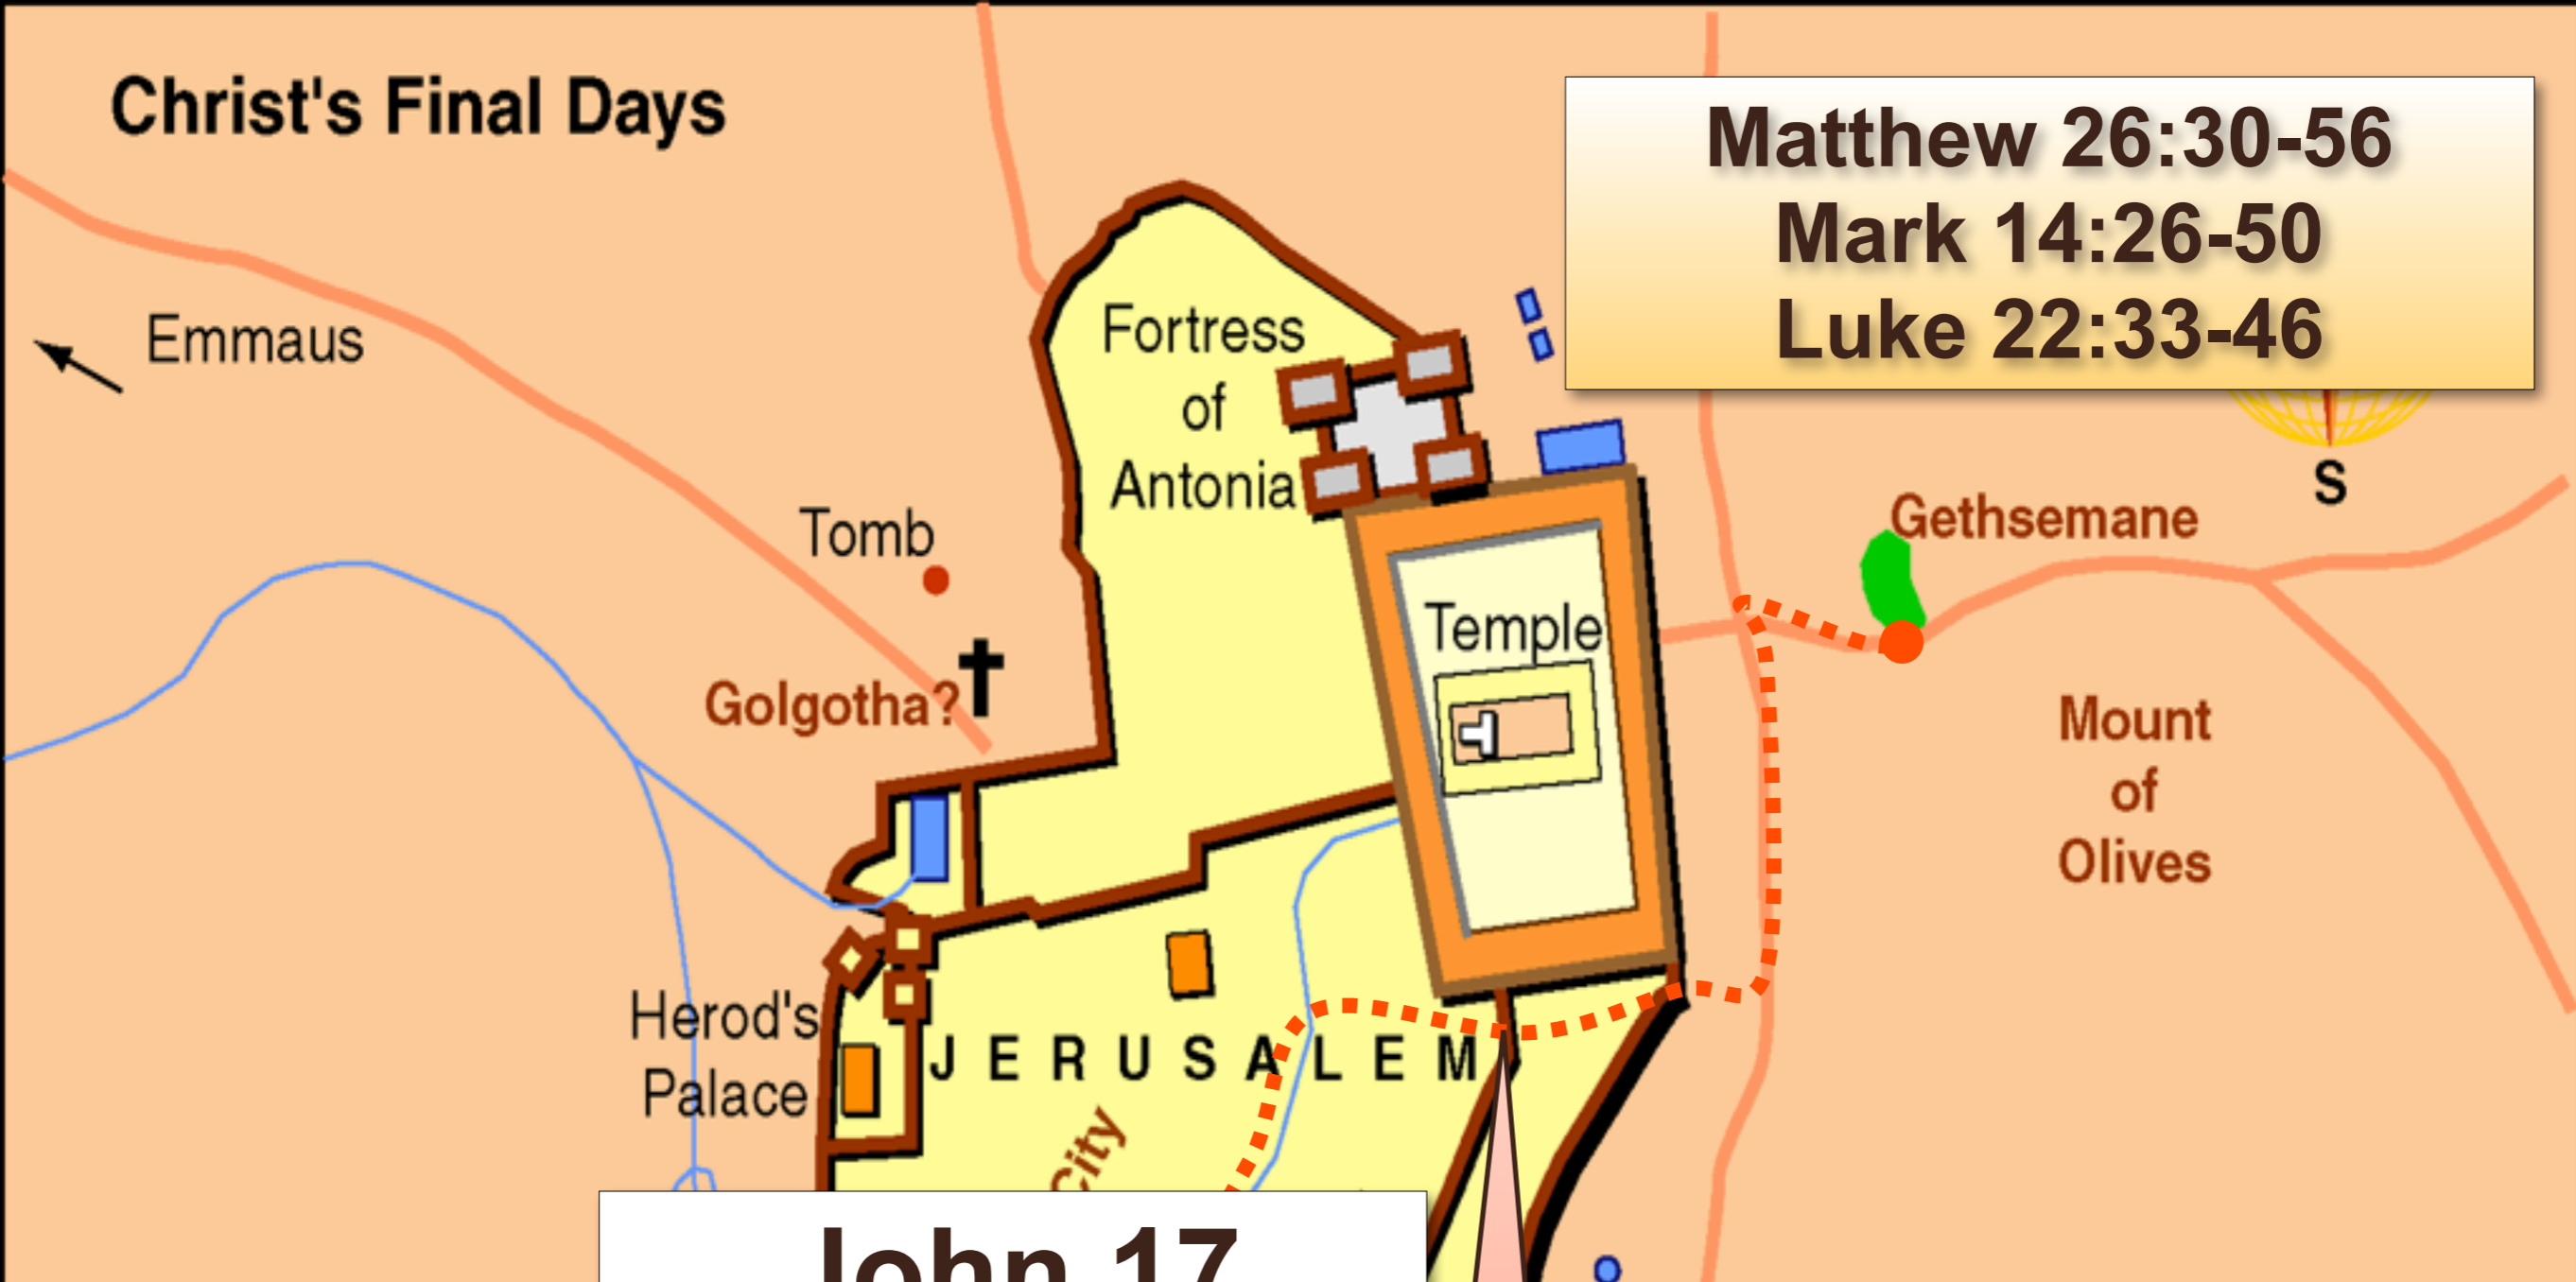 Christ's Final Days
Matthew 26:30-56
Mark 14:26-50
Luke 22:33-46
Emmaus
Fortress
of
Antonia
S
Gethsemane
Tomb
Temple
Golgotha?
Mount
of
Olives
Herod's
Palace
JERUSALEM
City
John 17